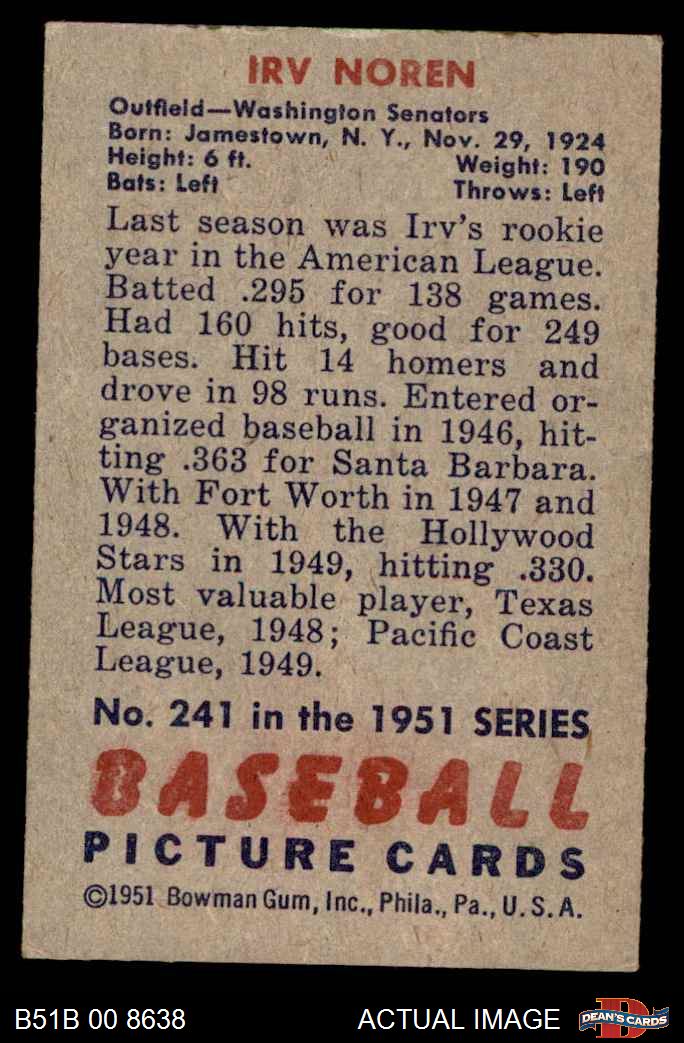 IRV NOREN
Outfield—Washington Senators
Born: Jamestown, N. Y., Nov. 29, 1924
Height: 6 ft. Weight: 190
Bats: Left Throws: Left
Last season was Irv's rookie
year in the American League.
Batted .295 for 138 games.
Had 160 hits, good for 249
bases. Hit 14 homers and
drove in 98 runs. Entered or-
ganized baseball in 1946, hit-
ting .363 for Santa Barbara.
With Fort Worth in 1947 and
1948. With the Hollywood
Stars in 1949, hitting .330.
Most valuable player, Texas
League, 1948; Pacific Coast
League, 1949.
No. 241 in the 1951 SERIES
BASEBALL
PICTURE CARDS
©1951 Bowman Gum, Inc., Phila., Pa., U. S. A.
B51B 00 8638 ACTUAL IMAGE D DEAN'S CARDS